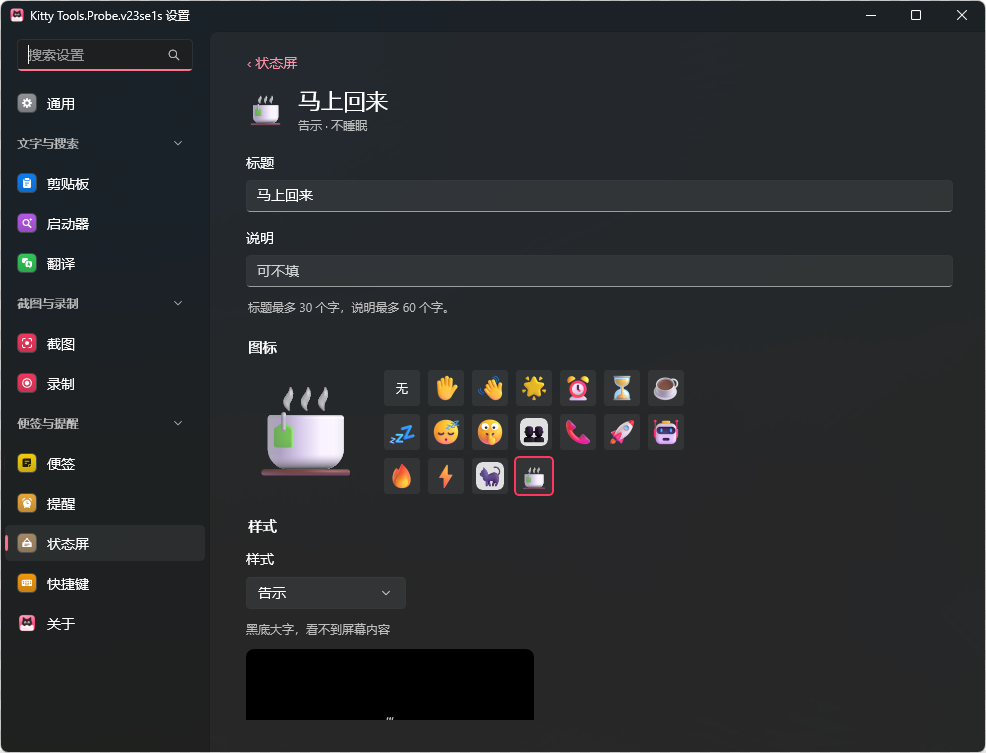 Kitty Tools.Probe.v23se1s 设置
搜索设置
通用
文字与搜索
剪贴板
启动器
翻译
截图与录制
截图
录制
便签与提醒
便签
提醒
状态屏
快捷键
关于
‹ 状态屏
马上回来
告示 · 不睡眠
标题
马上回来
说明
可不填
标题最多 30 个字，说明最多 60 个字。
图标
无
样式
样式
告示
黑底大字，看不到屏幕内容